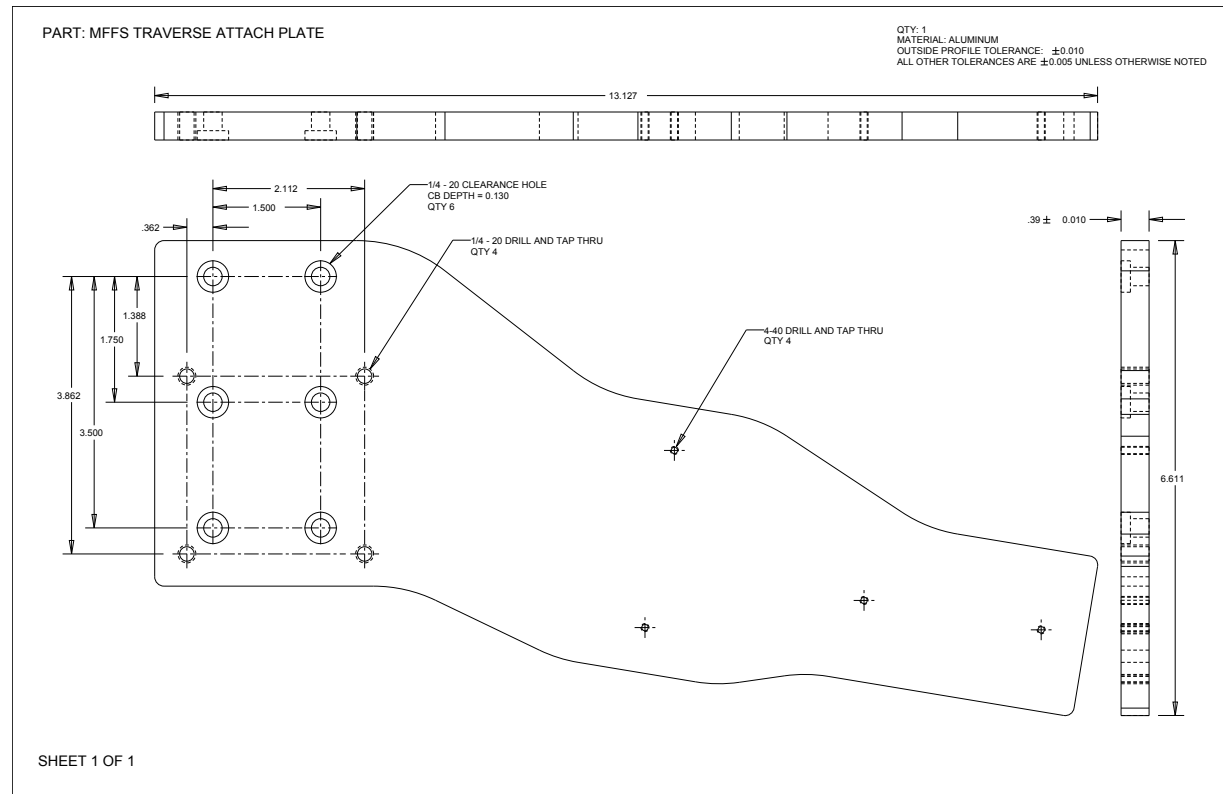 PART: MFFS TRAVERSE ATTACH PLATE
QTY: 1
MATERIAL: ALUMINUM
OUTSIDE PROFILE TOLERANCE: ±0.010
ALL OTHER TOLERANCES ARE ±0.005 UNLESS OTHERWISE NOTED
13.127
2.112
1.500
.362
1/4 - 20 CLEARANCE HOLE
CB DEPTH = 0.130
QTY 6
1/4 - 20 DRILL AND TAP THRU
QTY 4
.39 ± 0.010
1.388
1.750
3.862
3.500
4-40 DRILL AND TAP THRU
QTY 4
6.611
SHEET 1 OF 1